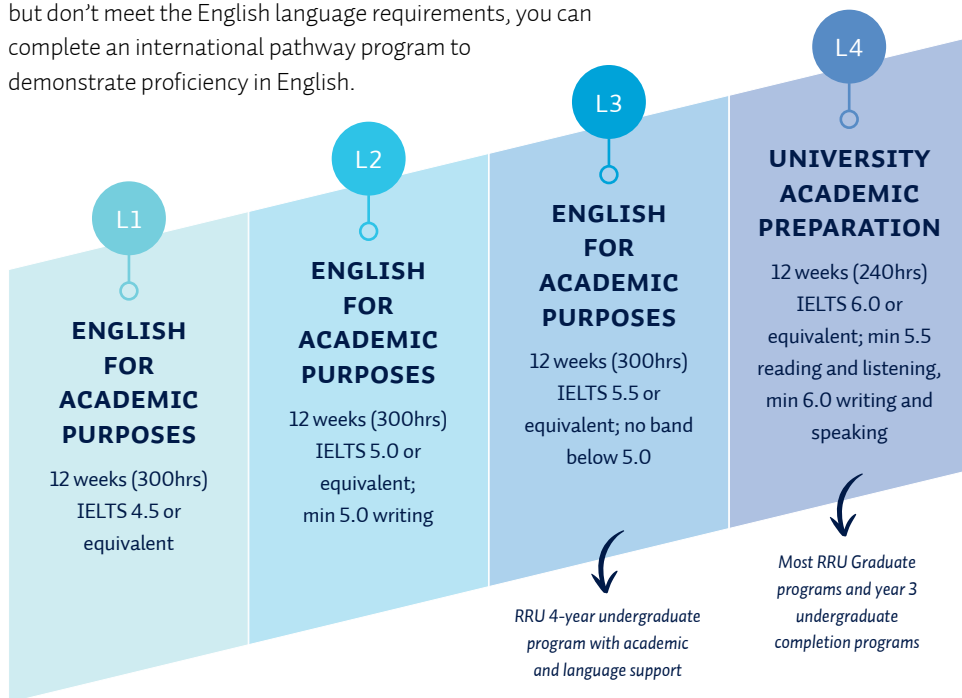 but don’t meet the English language requirements, you can
complete an international pathway program to
demonstrate proficiency in English.
L1
ENGLISH
FOR
ACADEMIC
PURPOSES
12 weeks (300hrs)
IELTS 4.5 or
equivalent
L2
ENGLISH
FOR
ACADEMIC
PURPOSES
12 weeks (300hrs)
IELTS 5.0 or
equivalent;
min 5.0 writing
L3
ENGLISH
FOR
ACADEMIC
PURPOSES
12 weeks (300hrs)
IELTS 5.5 or
equivalent; no band
below 5.0
RRU 4-year undergraduate
program with academic
and language support
L4
UNIVERSITY
ACADEMIC
PREPARATION
12 weeks (240hrs)
IELTS 6.0 or
equivalent; min 5.5
reading and listening,
min 6.0 writing and
speaking
Most RRU Graduate
programs and year 3
undergraduate
completion programs